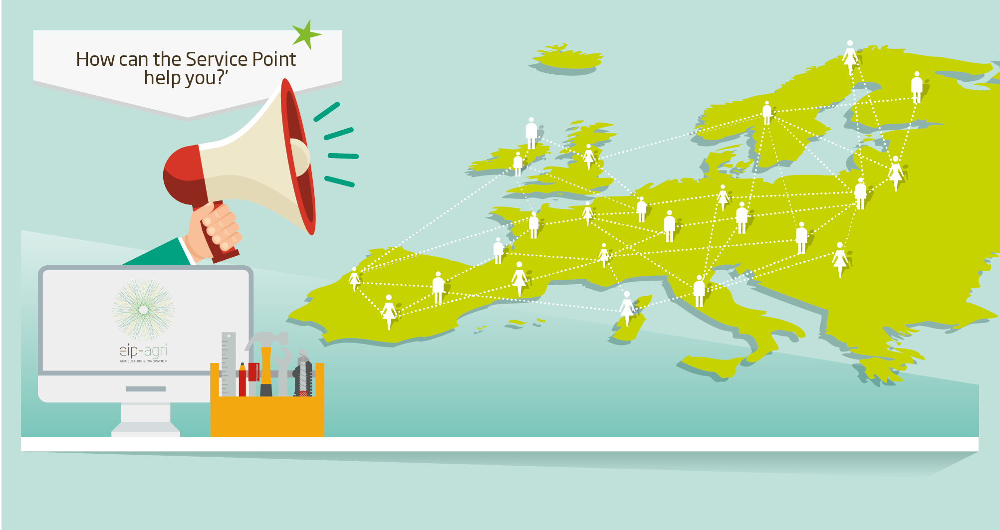 How can the Service Point
help you?’
eip-agri
AGRICULTURE & INNOVATION